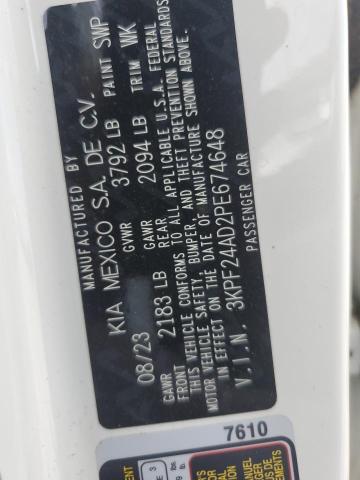 MANUFACTURED BY
KIA MEXICO S.A. DE C.V.
08/23 GVWR 3792 LB PAINT SWP
GAWR 2183 LB GAWR 2094 LB TRIM WK
FRONT REAR
THIS VEHICLE CONFORMS TO ALL APPLICABLE U.S.A. FEDERAL
MOTOR VEHICLE SAFETY, BUMPER, AND THEFT PREVENTION STANDARDS
IN EFFECT ON THE DATE OF MANUFACTURE SHOWN ABOVE.
V.I.N. 3KPF24AD2PE674648
PASSENGER CAR
7610